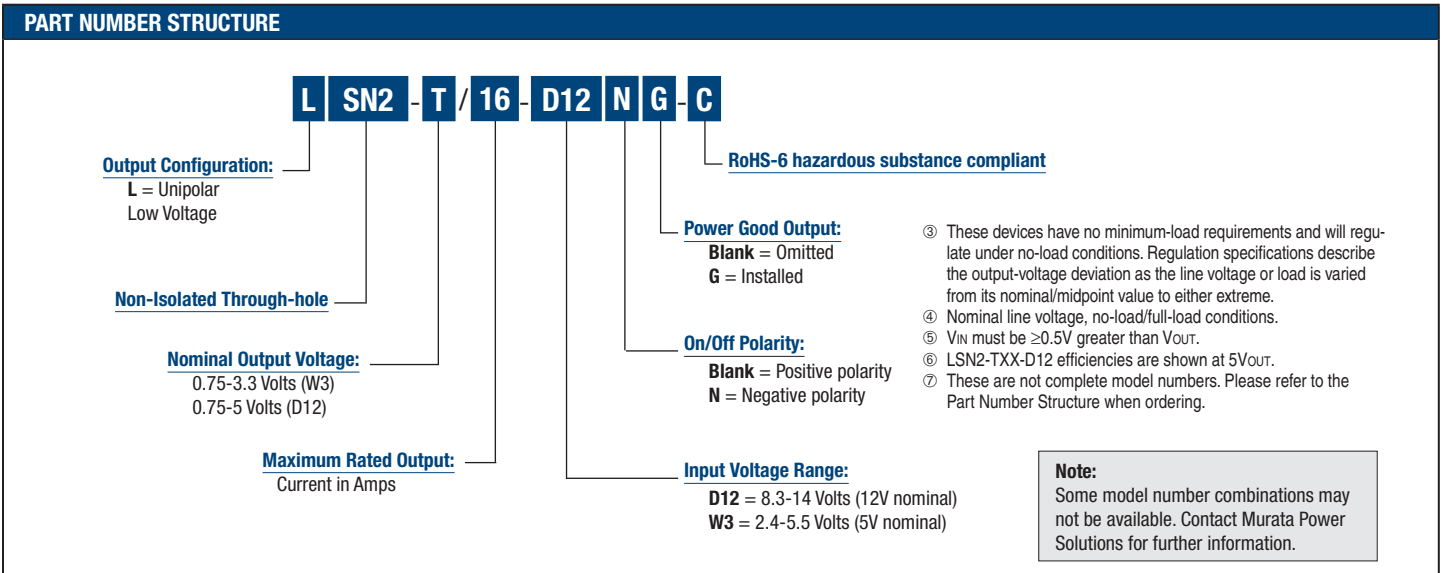 PART NUMBER STRUCTURE
L SN2 - T / 16 - D12 N G - C
Output Configuration:
L = Unipolar
Low Voltage
Non-Isolated Through-hole
Nominal Output Voltage:
0.75-3.3 Volts (W3)
0.75-5 Volts (D12)
Maximum Rated Output:
Current in Amps
RoHS-6 hazardous substance compliant
Power Good Output:
Blank = Omitted
G = Installed
On/Off Polarity:
Blank = Positive polarity
N = Negative polarity
Input Voltage Range:
D12 = 8.3-14 Volts (12V nominal)
W3 = 2.4-5.5 Volts (5V nominal)
③ These devices have no minimum-load requirements and will regu-
late under no-load conditions. Regulation specifications describe
the output-voltage deviation as the line voltage or load is varied
from its nominal/midpoint value to either extreme.
④ Nominal line voltage, no-load/full-load conditions.
⑤ VIN must be ≥0.5V greater than VOUT.
⑥ LSN2-TXX-D12 efficiencies are shown at 5VOUT.
⑦ These are not complete model numbers. Please refer to the
Part Number Structure when ordering.
Note:
Some model number combinations may
not be available. Contact Murata Power
Solutions for further information.